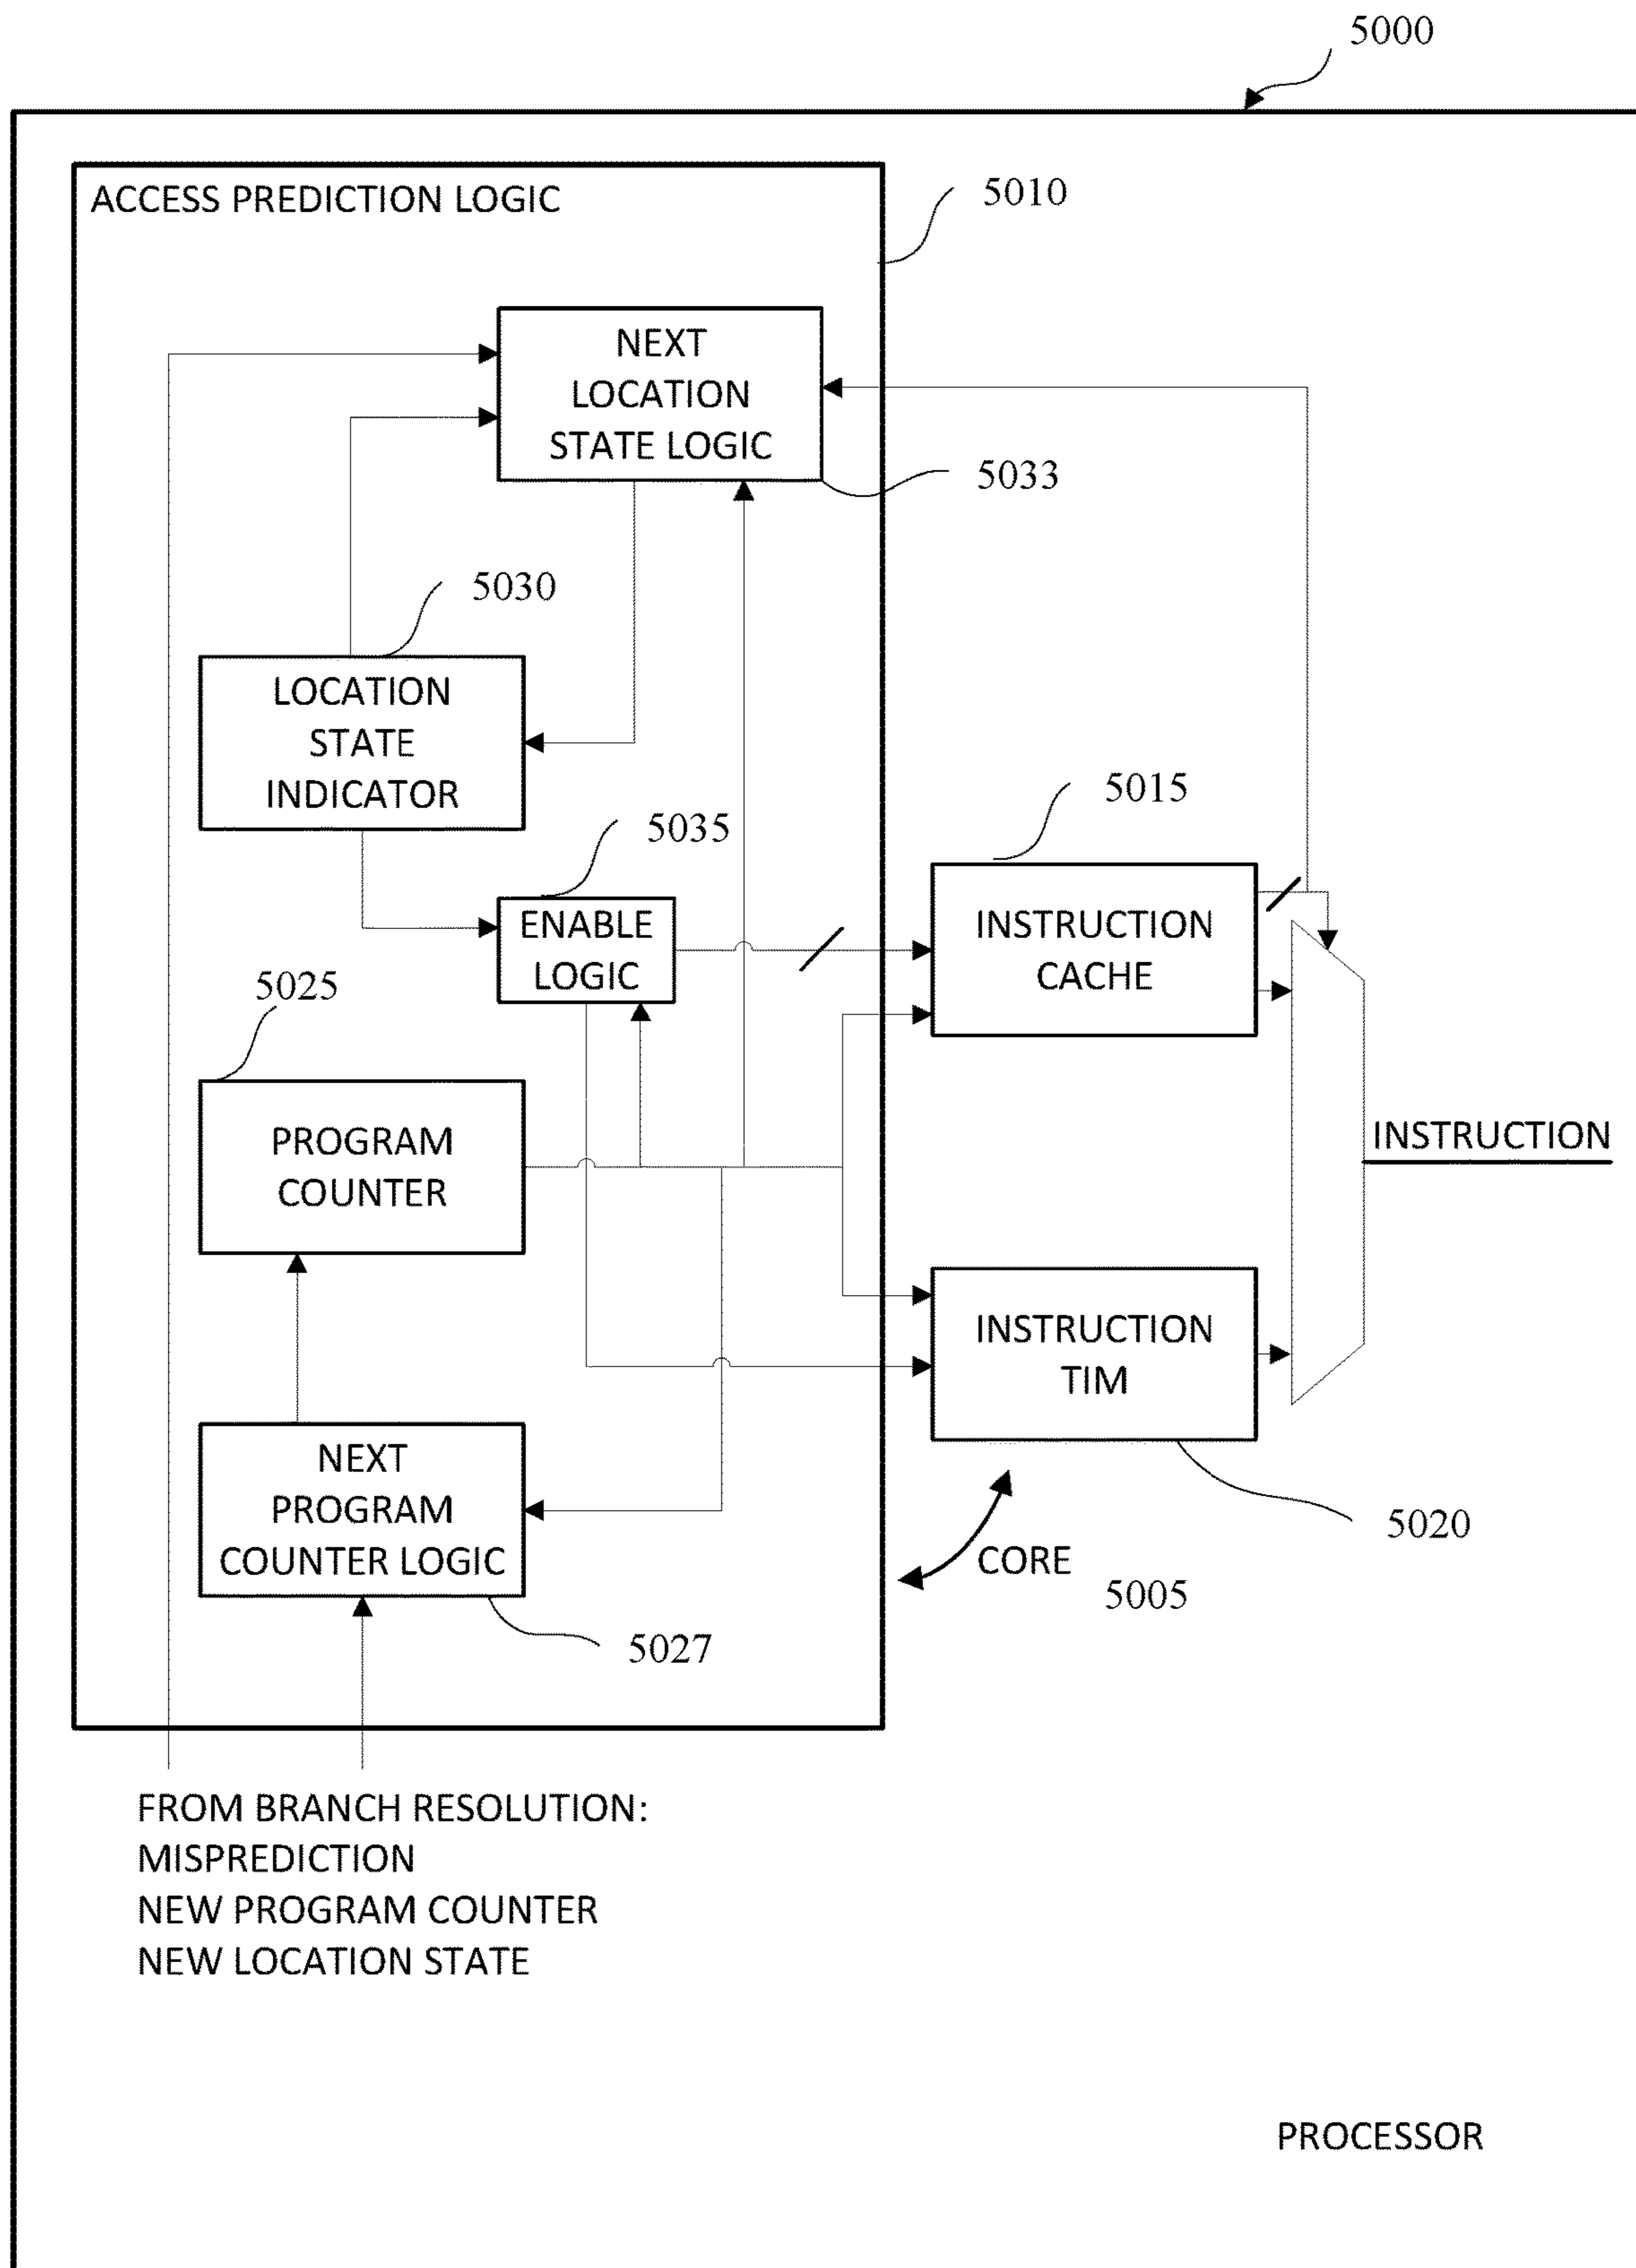 5000
ACCESS PREDICTION LOGIC
5010
NEXT
LOCATION
STATE LOGIC
5033
5030
LOCATION
STATE
INDICATOR
5035
ENABLE
LOGIC
5015
INSTRUCTION
CACHE
5025
PROGRAM
COUNTER
INSTRUCTION
INSTRUCTION
TIM
5020
NEXT
PROGRAM
COUNTER LOGIC
5027
CORE
5005
FROM BRANCH RESOLUTION:
MISPREDICTION
NEW PROGRAM COUNTER
NEW LOCATION STATE
PROCESSOR